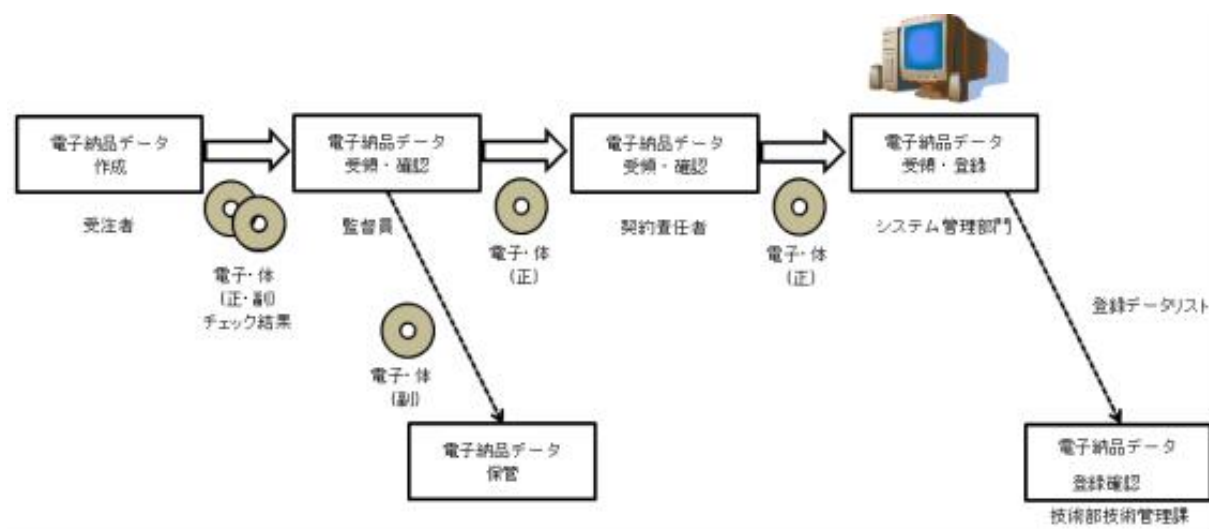 電子納品データ
作成
受注者
電子納品データ
受領・確認
監督員
電子納品データ
受領・確認
契約責任者
電子納品データ
受領・登録
システム管理部門
電子・体
(正・副)
チェック結果
電子・体
(正)
電子・体
(正)
電子・体
(副)
登録データリスト
電子納品データ
保管
電子納品データ
登録確認
技術部技術管理課